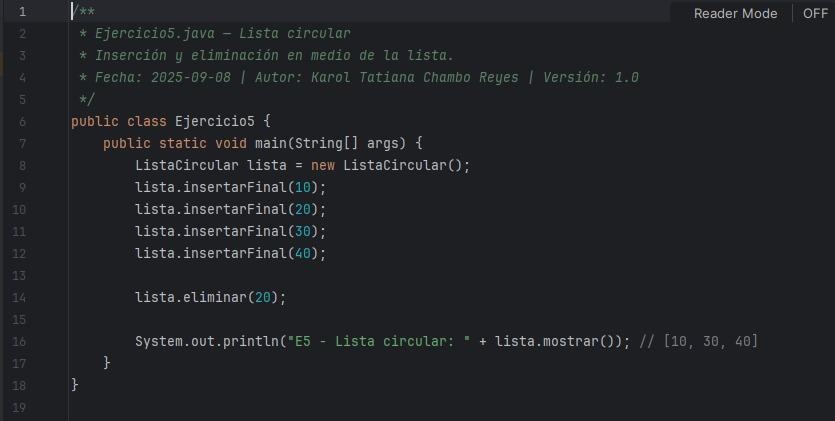 Reader Mode OFF
1 /**
2 * Ejercicio5.java – Lista circular
3 * Inserción y eliminación en medio de la lista.
4 * Fecha: 2025-09-08 | Autor: Karol Tatiana Chambo Reyes | Versión: 1.0
5 */
6 public class Ejercicio5 {
7 public static void main(String[] args) {
8 ListaCircular lista = new ListaCircular();
9 lista.insertarFinal(10);
10 lista.insertarFinal(20);
11 lista.insertarFinal(30);
12 lista.insertarFinal(40);
13
14 lista.eliminar(20);
15
16 System.out.println("E5 - Lista circular: " + lista.mostrar()); // [10, 30, 40]
17 }
18 }
19